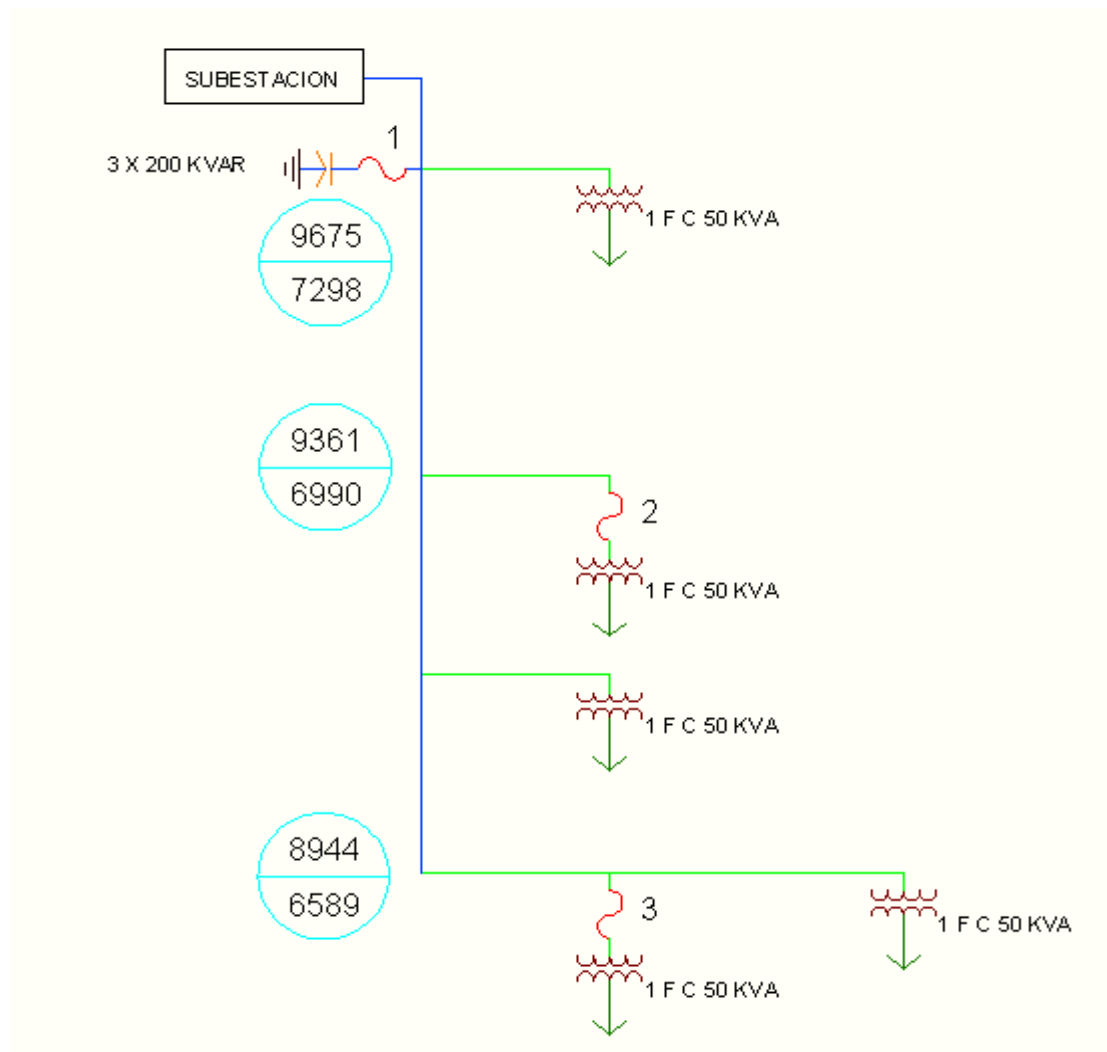 SUBESTACION
1
3 X 200 KVAR
1 F C 50 KVA
9675
7298
9361
6990
2
1 F C 50 KVA
1 F C 50 KVA
8944
6589
3
1 F C 50 KVA
1 F C 50 KVA